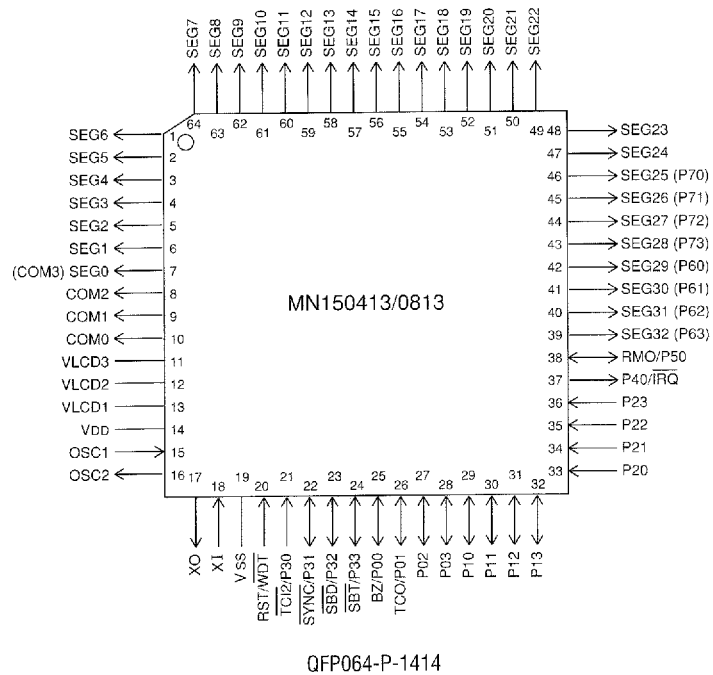 SEG7 SEG8 SEG9 SEG10 SEG11 SEG12 SEG13 SEG14 SEG15 SEG16 SEG17 SEG18 SEG19 SEG20 SEG21 SEG22
64 63 62 61 60 59 58 57 56 55 54 53 52 51 50 49
SEG6 1
SEG5 2
SEG4 3
SEG3 4
SEG2 5
SEG1 6
(COM3) SEG0 7
COM2 8
COM1 9
COM0 10
VLCD3 11
VLCD2 12
VLCD1 13
VDD 14
OSC1 15
OSC2 16
MN150413/0813
48 SEG23
47 SEG24
46 SEG25 (P70)
45 SEG26 (P71)
44 SEG27 (P72)
43 SEG28 (P73)
42 SEG29 (P60)
41 SEG30 (P61)
40 SEG31 (P62)
39 SEG32 (P63)
38 RMO/P50
37 P40/IRQ
36 P23
35 P22
34 P21
33 P20
17 18 19 20 21 22 23 24 25 26 27 28 29 30 31 32
XO XI VSS RST/WDT TCI2/P30 SYNC/P31 SBD/P32 SBT/P33 BZ/P00 TCO/P01 P02 P03 P10 P11 P12 P13
QFP064-P-1414